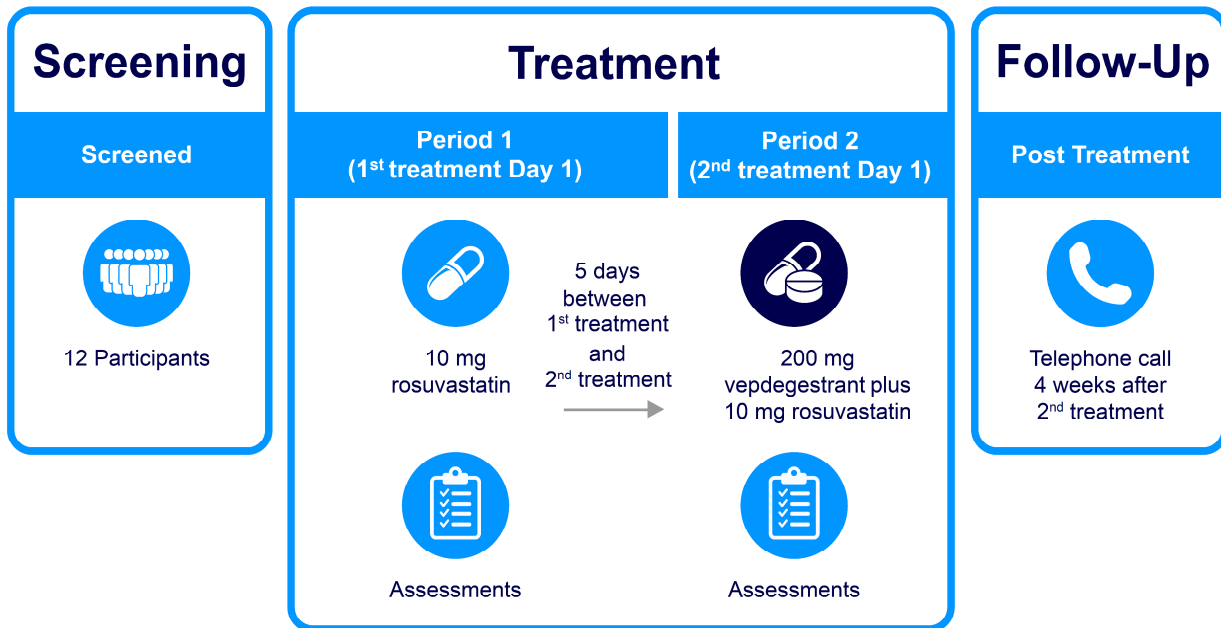 Screening
Screened
12 Participants
Treatment
Period 1
(1st treatment Day 1)
10 mg
rosuvastatin
Assessments
5 days
between
1st treatment
and
2nd treatment
Period 2
(2nd treatment Day 1)
200 mg
vepdegestrant plus
10 mg rosuvastatin
Assessments
Follow-Up
Post Treatment
Telephone call
4 weeks after
2nd treatment